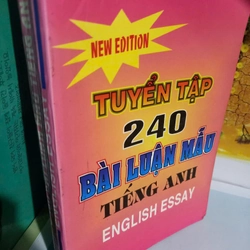 NEW EDITION
TUYỂN TẬP
240
BÀI LUẬN MẪU
TIẾNG ANH
ENGLISH ESSAY